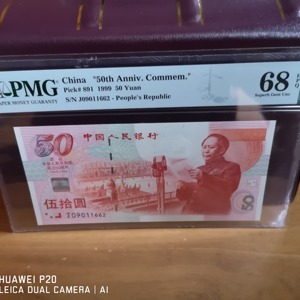 PMG
PAPER MONEY GUARANTY
China "50th Anniv. Commem."
Pick# 891 1999 50 Yuan
S/N J09011662 - People's Republic
68
Superb Gem Unc
50
中国人民银行
伍拾圆
J09011662
50
HUAWEI P20
LEICA DUAL CAMERA | AI